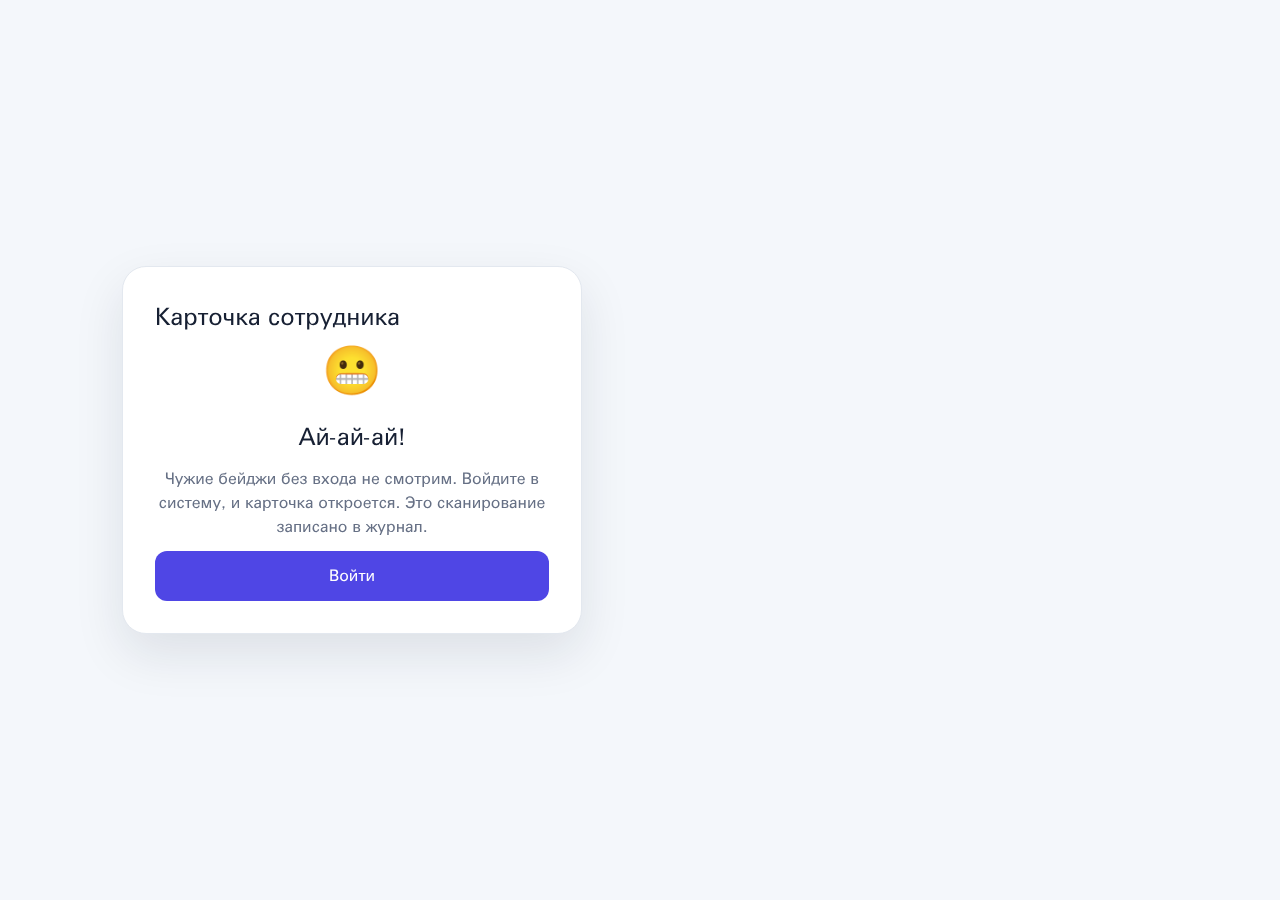 Карточка сотрудника
Ай-ай-ай!
Чужие бейджи без входа не смотрим. Войдите в
систему, и карточка откроется. Это сканирование
записано в журнал.
Войти